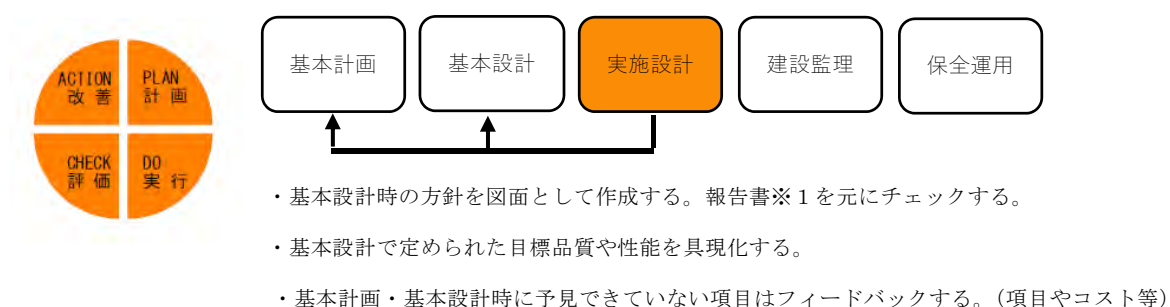 ACTION
改 善
PLAN
計 画
CHECK
評 価
DO
実 行
基本計画
基本設計
実施設計
建設監理
保全運用
・基本設計時の方針を図面として作成する。報告書※１を元にチェックする。
・基本設計で定められた目標品質や性能を具現化する。
・基本計画・基本設計時に予見できていない項目はフィードバックする。（項目やコスト等）